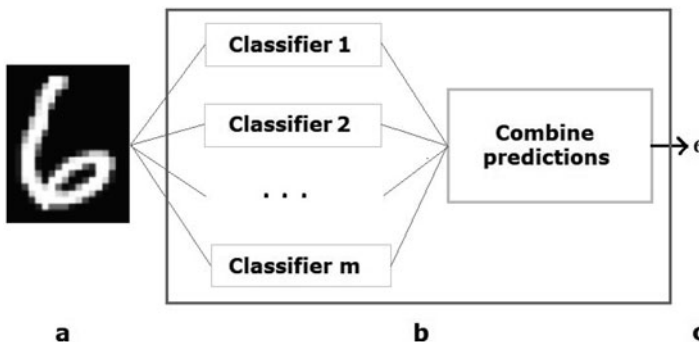 Classifier 1
Classifier 2
. . .
Classifier m
Combine
predictions
a
b